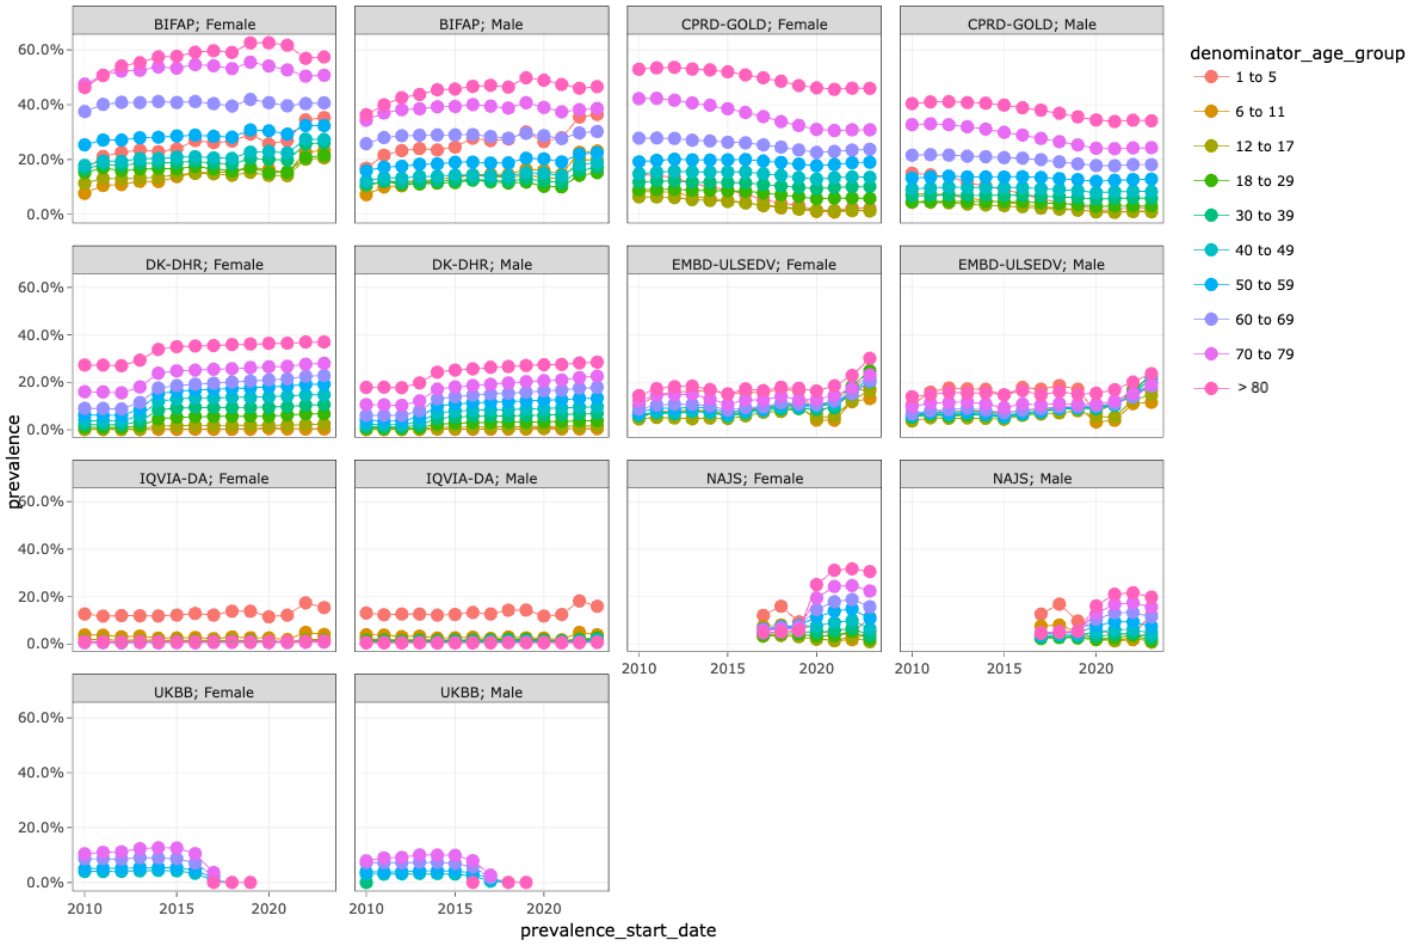 BIFAP; Female
BIFAP; Male
CPRD-GOLD; Female
CPRD-GOLD; Male
60.0%
40.0%
20.0%
0.0%
DK-DHR; Female
DK-DHR; Male
EMBD-ULSEDV; Female
EMBD-ULSEDV; Male
60.0%
40.0%
20.0%
0.0%
prevalence
IQVIA-DA; Female
IQVIA-DA; Male
NAJS; Female
NAJS; Male
60.0%
40.0%
20.0%
0.0%
2010 2015 2020
2010 2015 2020
UKBB; Female
UKBB; Male
60.0%
40.0%
20.0%
0.0%
2010 2015 2020
2010 2015 2020
prevalence_start_date
denominator_age_group
1 to 5
6 to 11
12 to 17
18 to 29
30 to 39
40 to 49
50 to 59
60 to 69
70 to 79
> 80